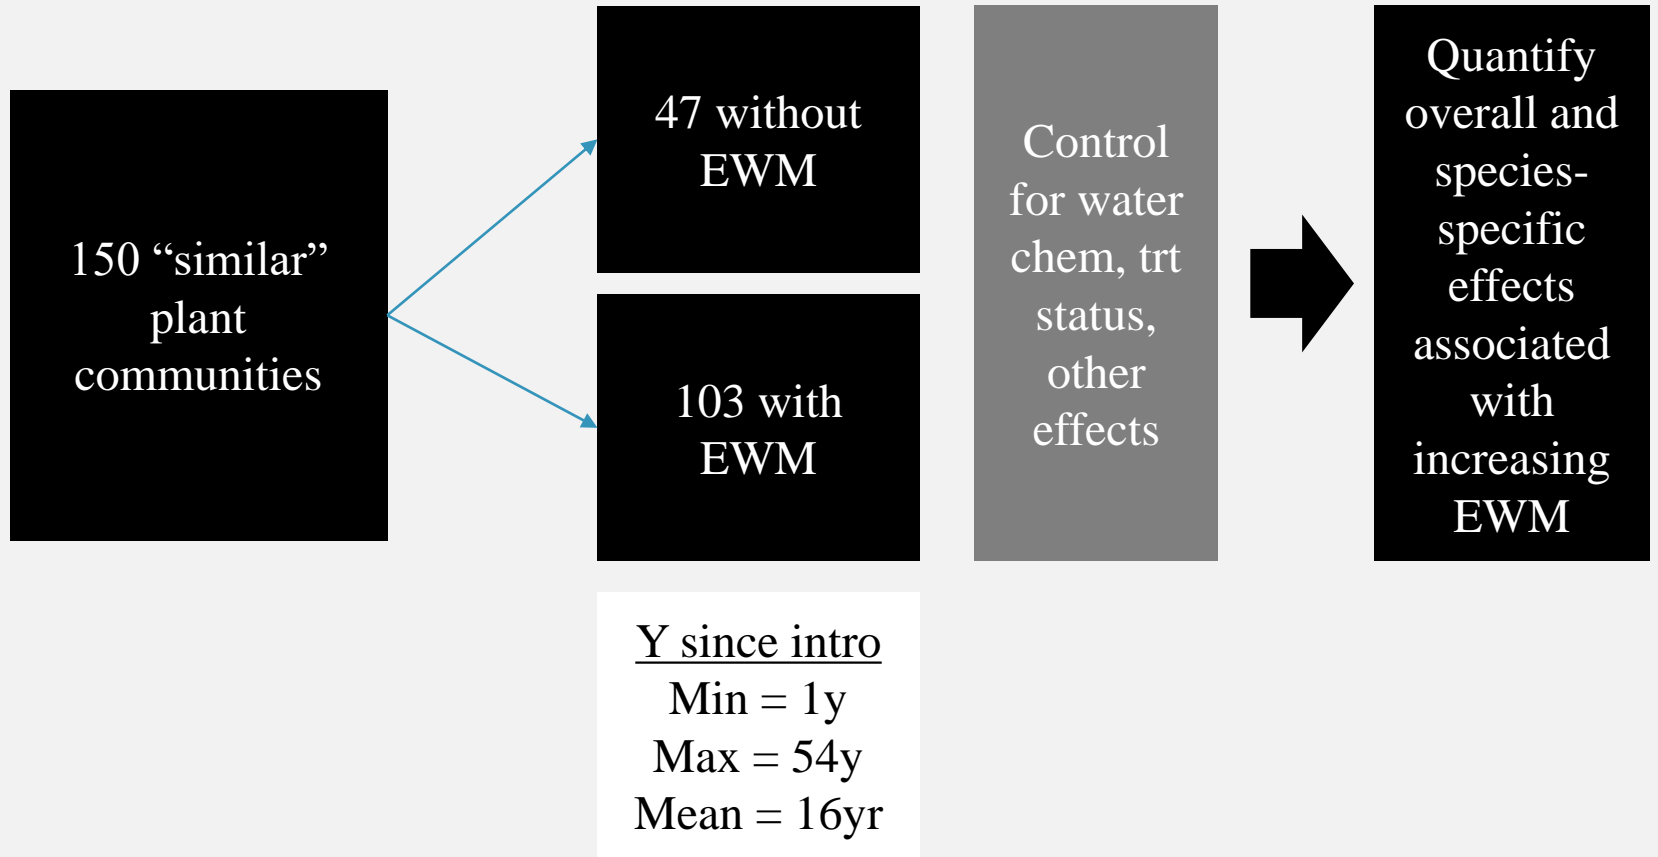 150 “similar”
plant
communities
47 without
EWM
103 with
EWM
Y since intro
Min = 1y
Max = 54y
Mean = 16yr
Control
for water
chem, trt
status,
other
effects
Quantify
overall and
species-
specific
effects
associated
with
increasing
EWM